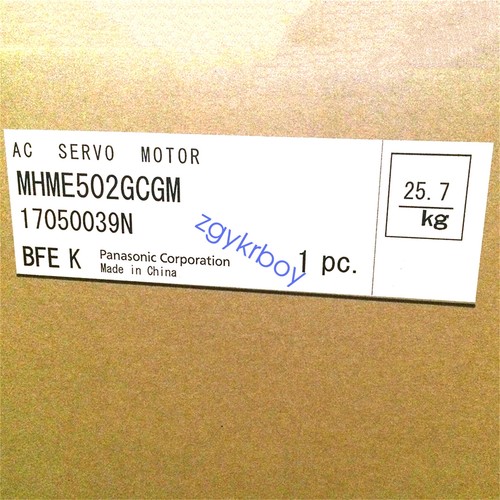 AC SERVO MOTOR
MHME502GCGM
17050039N
BFE K Panasonic Corporation 1 pc.
Made in China
25.7
kg
zgykrboy